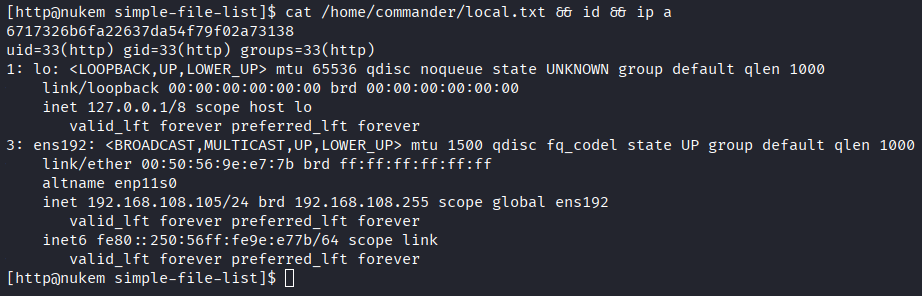 [http@nukem simple-file-list]$ cat /home/commander/local.txt && id && ip a
6717326b6fa22637da54f79f02a73138
uid=33(http) gid=33(http) groups=33(http)
1: lo: <LOOPBACK,UP,LOWER_UP> mtu 65536 qdisc noqueue state UNKNOWN group default qlen 1000
    link/loopback 00:00:00:00:00:00 brd 00:00:00:00:00:00
    inet 127.0.0.1/8 scope host lo
       valid_lft forever preferred_lft forever
3: ens192: <BROADCAST,MULTICAST,UP,LOWER_UP> mtu 1500 qdisc fq_codel state UP group default qlen 1000
    link/ether 00:50:56:9e:e7:7b brd ff:ff:ff:ff:ff:ff
    altname enp11s0
    inet 192.168.108.105/24 brd 192.168.108.255 scope global ens192
       valid_lft forever preferred_lft forever
    inet6 fe80::250:56ff:fe9e:e77b/64 scope link
       valid_lft forever preferred_lft forever
[http@nukem simple-file-list]$